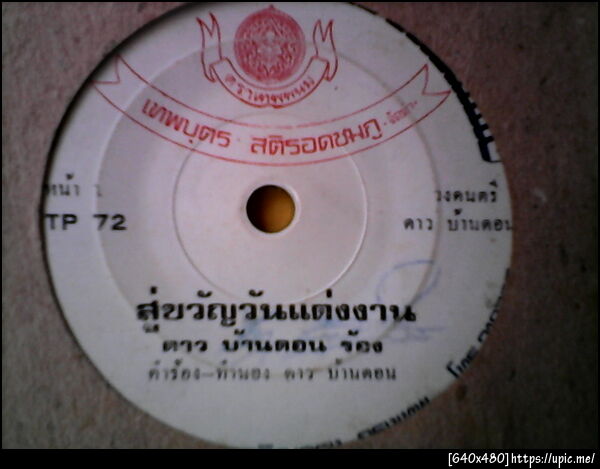 ตราเทพพนม
เทพบุตร สติรอดชมภู
หน้า
TP 72
วงดนตรี
ดาว บ้านดอน
สู่ขวัญวันแต่งงาน
ดาว บ้านดอน ร้อง
คำร้อง–ทำนอง ดาว บ้านดอน
[640x480]https://upic.me/